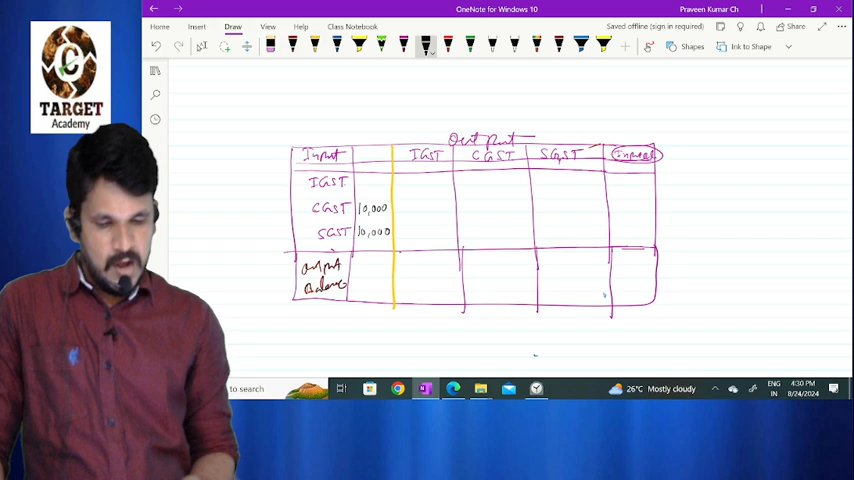 OneNote for Windows 10
Praveen Kumar Ch
Home Insert Draw View Help Class Notebook
Saved offline (sign in required)
Share
Shapes
Ink to Shape
C
TARGET
Academy
Output
Input IGST CGST SGST
IGST
CGST 10,000
SGST 10,000
Output
Balance
to search
26°C Mostly cloudy
ENG
IN
4:30 PM
8/24/2024